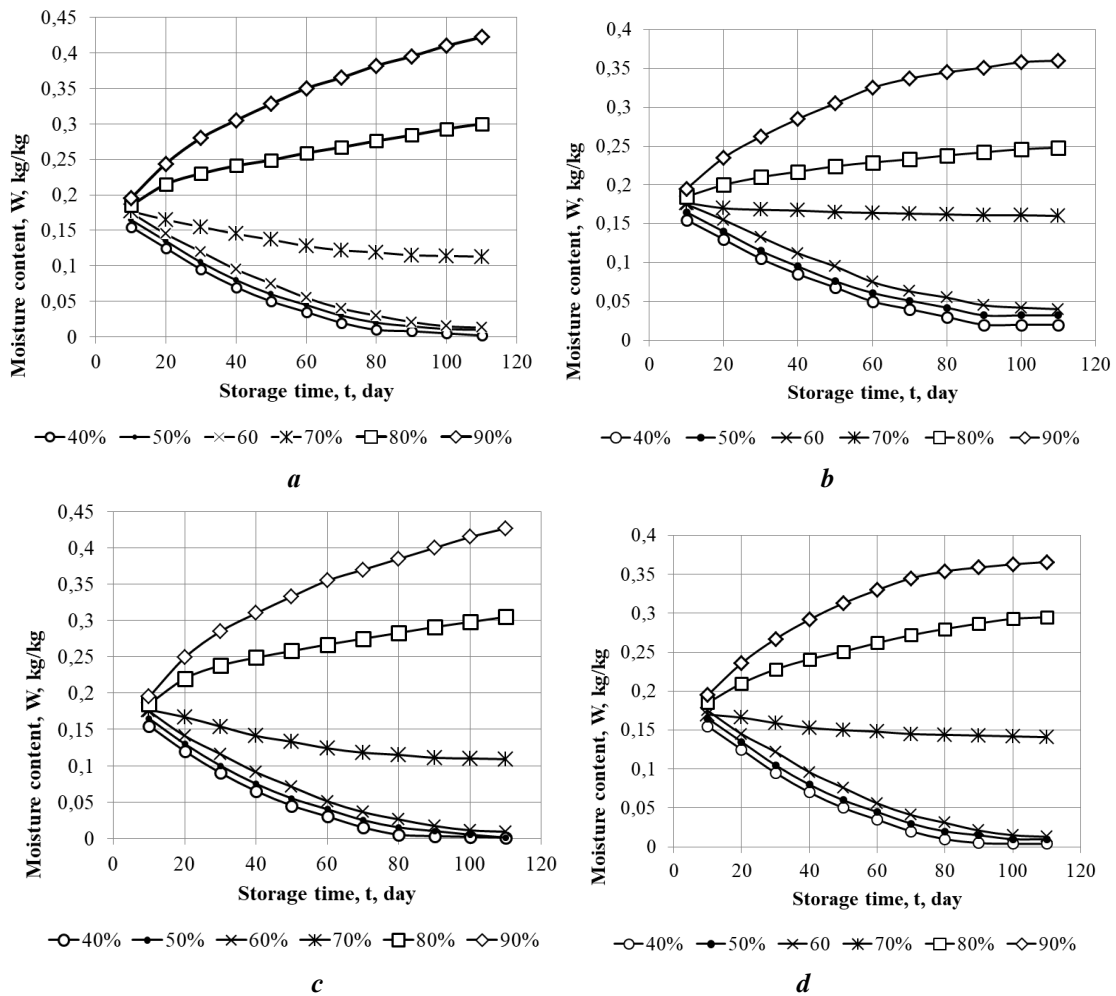 0,45
0,4
0,35
0,3
0,25
0,2
0,15
0,1
0,05
0
Moisture content, W, kg/kg
0 20 40 60 80 100 120
Storage time, t, day
40% 50% 60 70% 80% 90%
a
0,4
0,35
0,3
0,25
0,2
0,15
0,1
0,05
0
Moisture content, W, kg/kg
0 20 40 60 80 100 120
Storage time, t, day
40% 50% 60 70% 80% 90%
b
0,45
0,4
0,35
0,3
0,25
0,2
0,15
0,1
0,05
0
Moisture content, W, kg/kg
0 20 40 60 80 100 120
Storage time, t, day
40% 50% 60% 70% 80% 90%
c
0,4
0,35
0,3
0,25
0,2
0,15
0,1
0,05
0
Moisture content, W, kg/kg
0 20 40 60 80 100 120
Storage time, t, day
40% 50% 60 70% 80% 90%
d